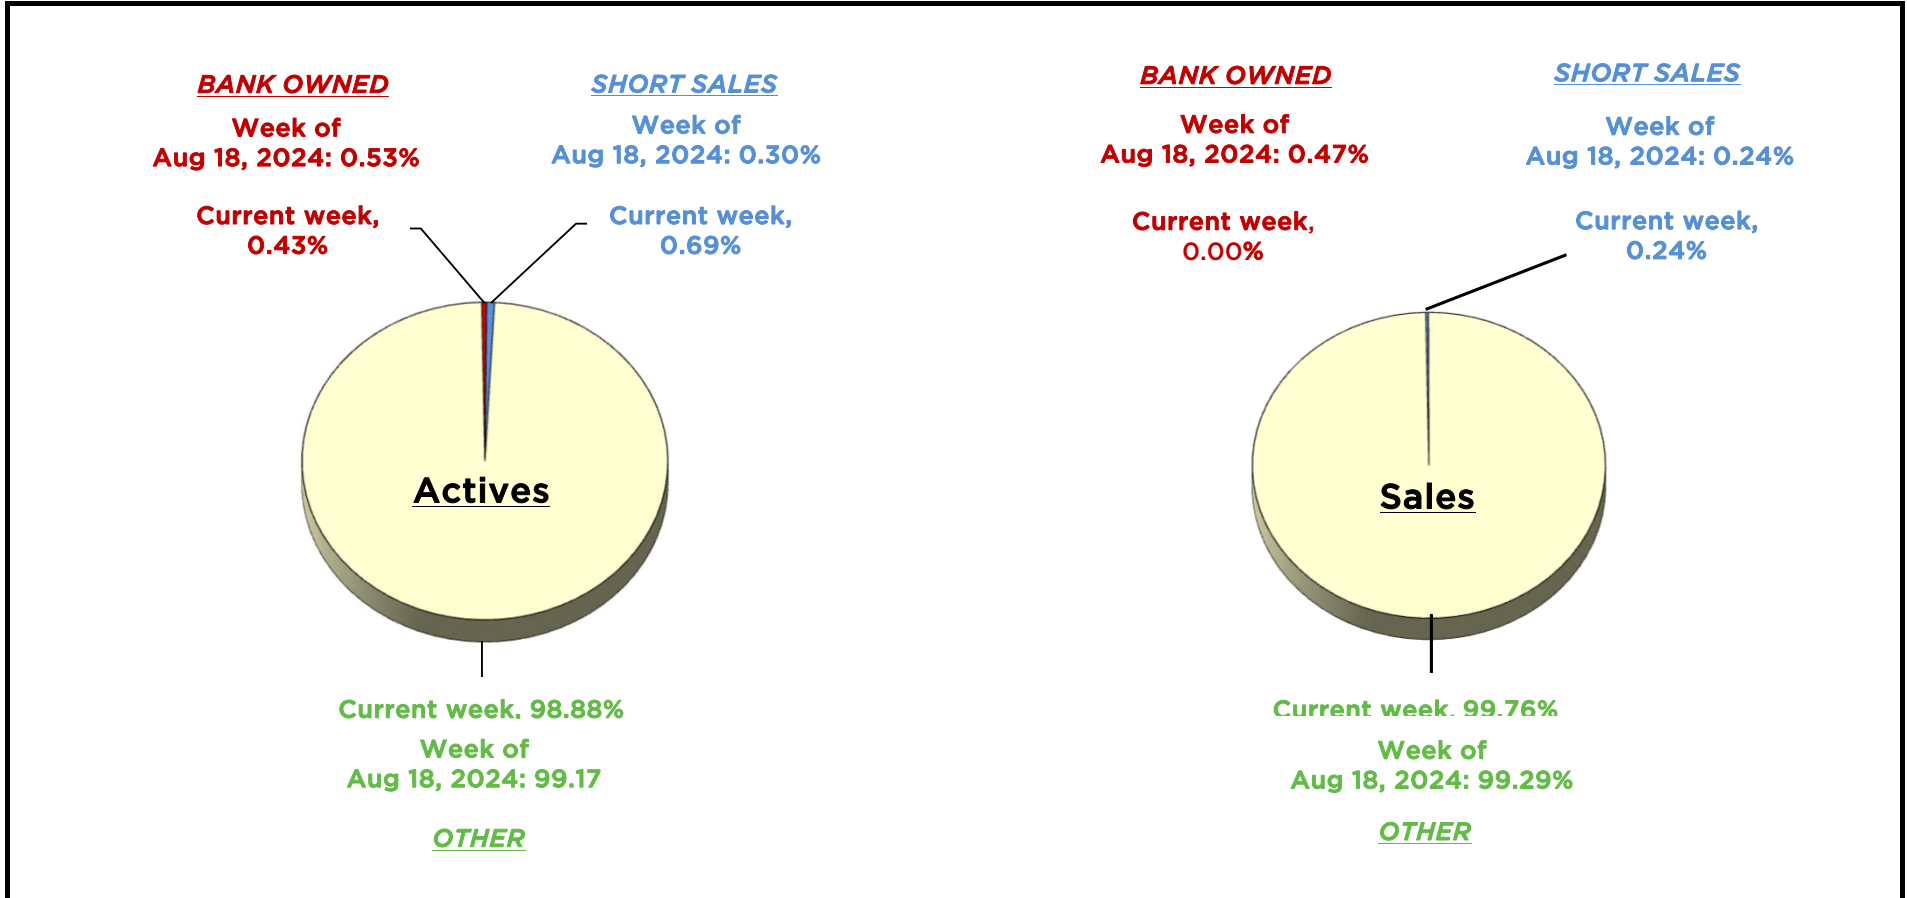 BANK OWNED
Week of
Aug 18, 2024: 0.53%
Current week,
0.43%
SHORT SALES
Week of
Aug 18, 2024: 0.30%
Current week,
0.69%
Actives
Current week, 98.88%
Week of
Aug 18, 2024: 99.17
OTHER
BANK OWNED
Week of
Aug 18, 2024: 0.47%
Current week,
0.00%
SHORT SALES
Week of
Aug 18, 2024: 0.24%
Current week,
0.24%
Sales
Current week, 99.76%
Week of
Aug 18, 2024: 99.29%
OTHER